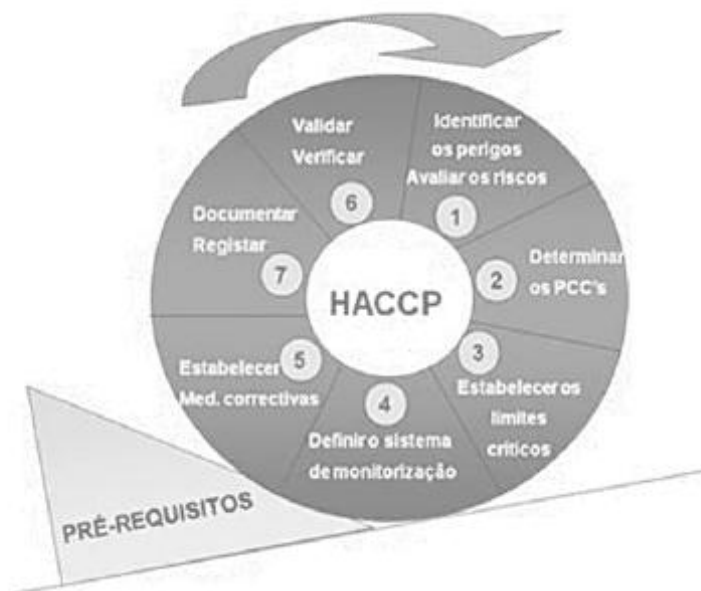 Identificar
os perigos
Avaliar os riscos
1
2
Determinar
os PCC's
3
Estabelecer os
limites
criticos
4
Definir o sistema
de monitorização
5
Estabelecer
Med. correctivas
7
Documentar
Registar
Validar
Verificar
6
HACCP
PRÉ-REQUISITOS